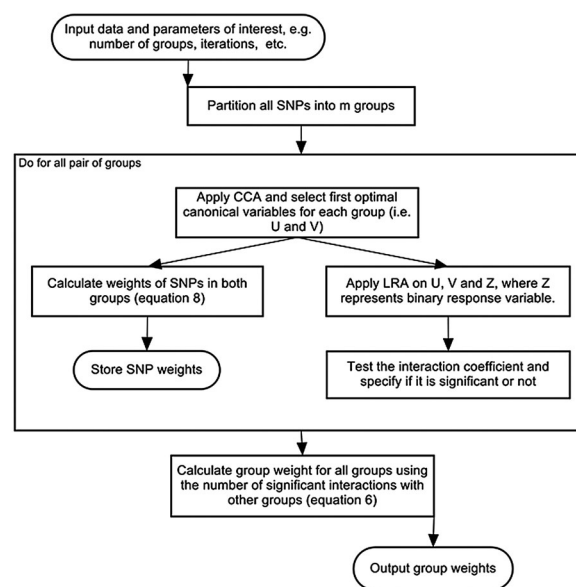 Input data and parameters of interest, e.g.
number of groups, iterations, etc.
Partition all SNPs into m groups
Do for all pair of groups
Apply CCA and select first optimal
canonical variables for each group (i.e.
U and V)
Calculate weights of SNPs in both
groups (equation 8)
Apply LRA on U, V and Z, where Z
represents binary response variable.
Store SNP weights
Test the interaction coefficient and
specify if it is significant or not
Calculate group weight for all groups using
the number of significant interactions with
other groups (equation 6)
Output group weights